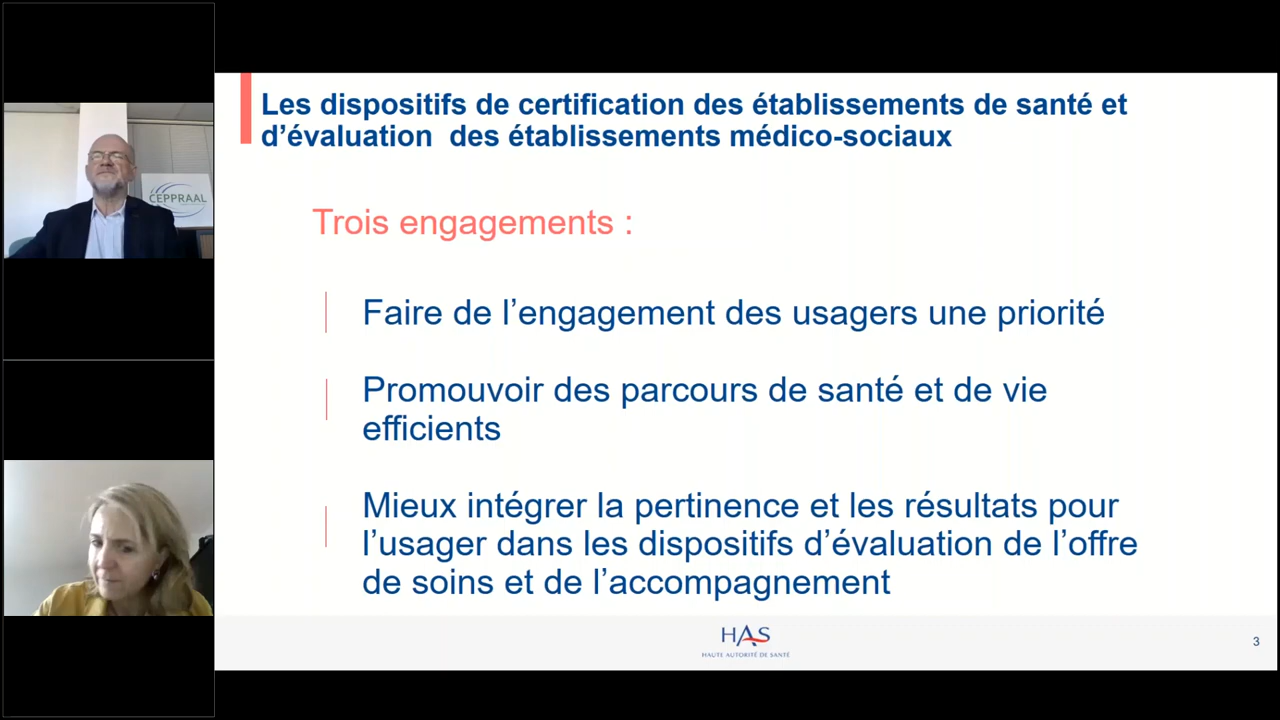 Les dispositifs de certification des établissements de santé et
d’évaluation  des établissements médico-sociaux
Trois engagements :
Faire de l’engagement des usagers une priorité
Promouvoir des parcours de santé et de vie
efficients
Mieux intégrer la pertinence et les résultats pour
l’usager dans les dispositifs d’évaluation de l’offre
de soins et de l’accompagnement
CEPPRAAL
HAS
HAUTE AUTORITÉ DE SANTÉ
3